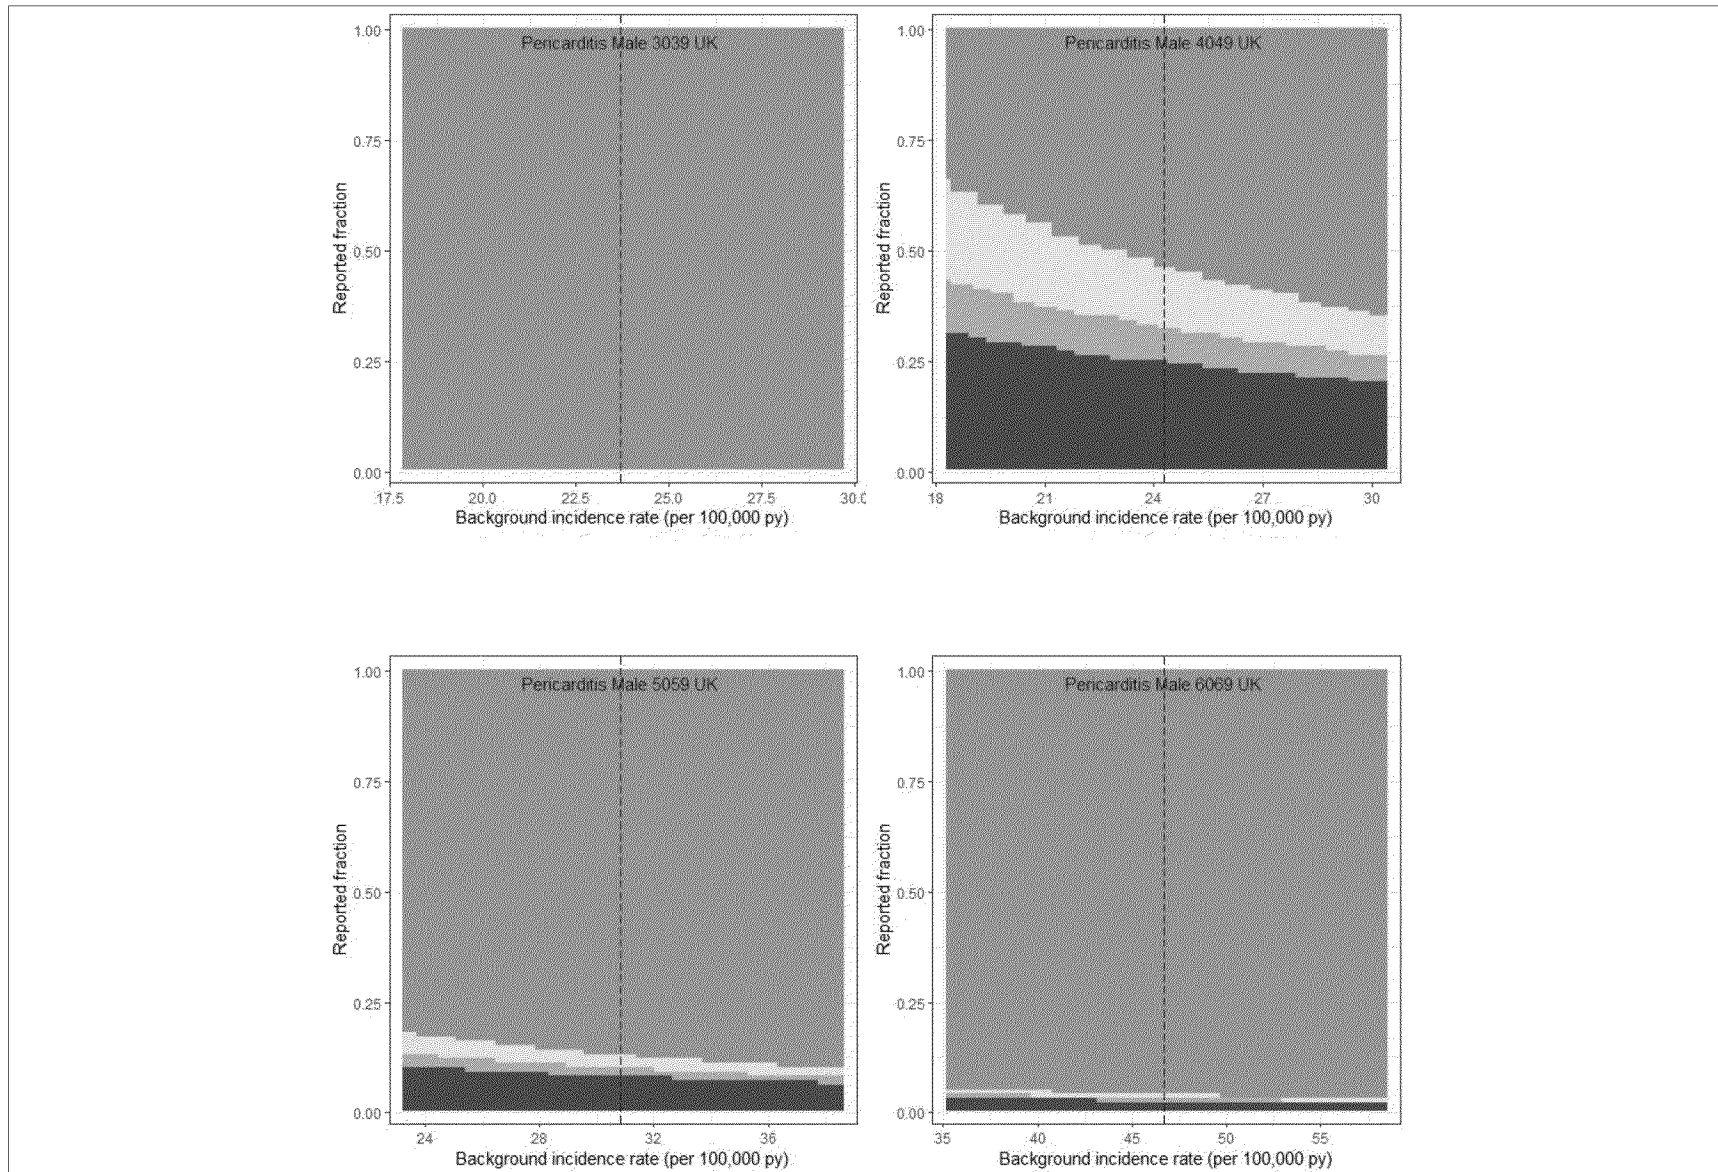 Pericarditis Male 3039 UK
1.00
0.75
0.50
0.25
0.00
Reported fraction
17.5 20.0 22.5 25.0 27.5 30.0
Background incidence rate (per 100,000 py)
Pericarditis Male 4049 UK
1.00
0.75
0.50
0.25
0.00
Reported fraction
18 21 24 27 30
Background incidence rate (per 100,000 py)
Pericarditis Male 5059 UK
1.00
0.75
0.50
0.25
0.00
Reported fraction
24 28 32 36
Background incidence rate (per 100,000 py)
Pericarditis Male 6069 UK
1.00
0.75
0.50
0.25
0.00
Reported fraction
35 40 45 50 55
Background incidence rate (per 100,000 py)